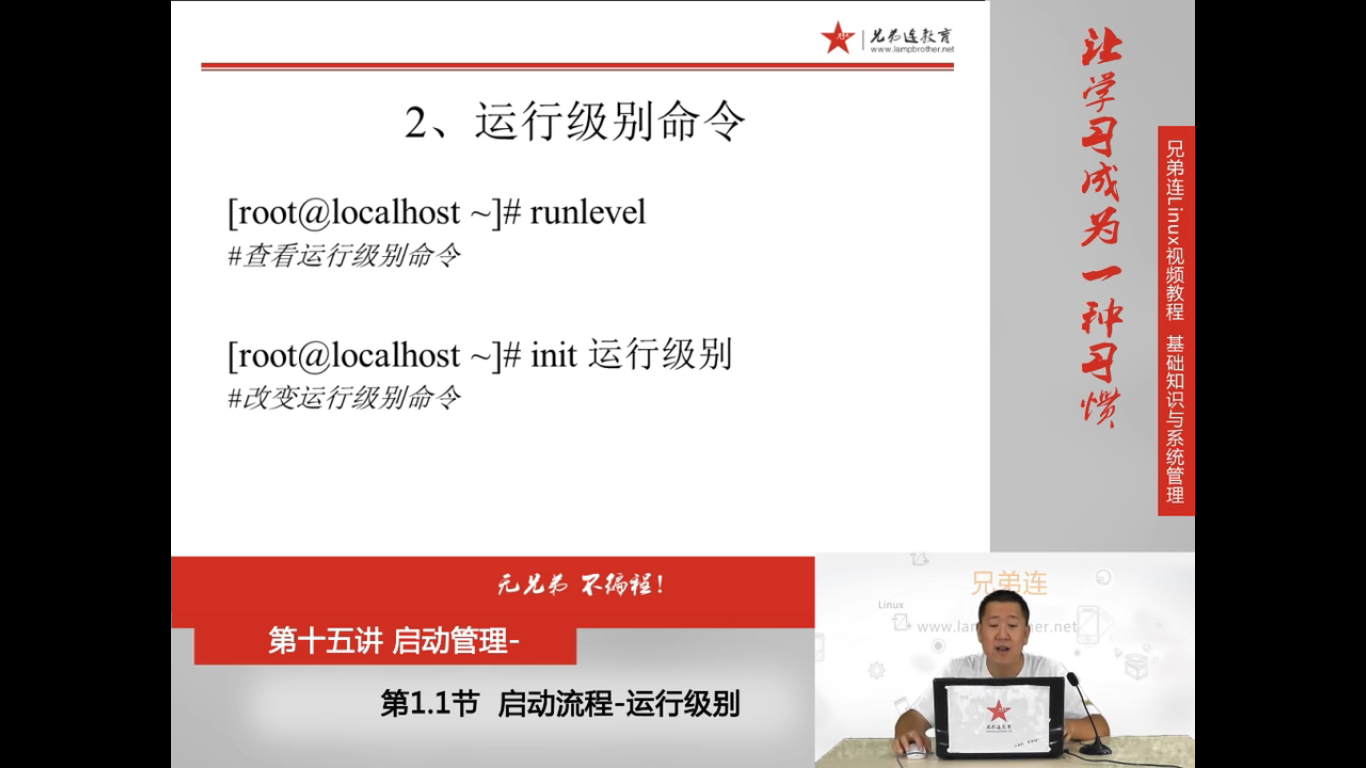 兄弟连教育
www.lampbrother.net
2、运行级别命令
[root@localhost ~]# runlevel
#查看运行级别命令
[root@localhost ~]# init 运行级别
#改变运行级别命令
让学习成为一种习惯
兄弟连Linux视频教程 基础知识与系统管理
无兄弟 不编程!
第十五讲 启动管理-
第1.1节 启动流程-运行级别
兄弟连
Linux
www.lam
er.net
兄弟连教育